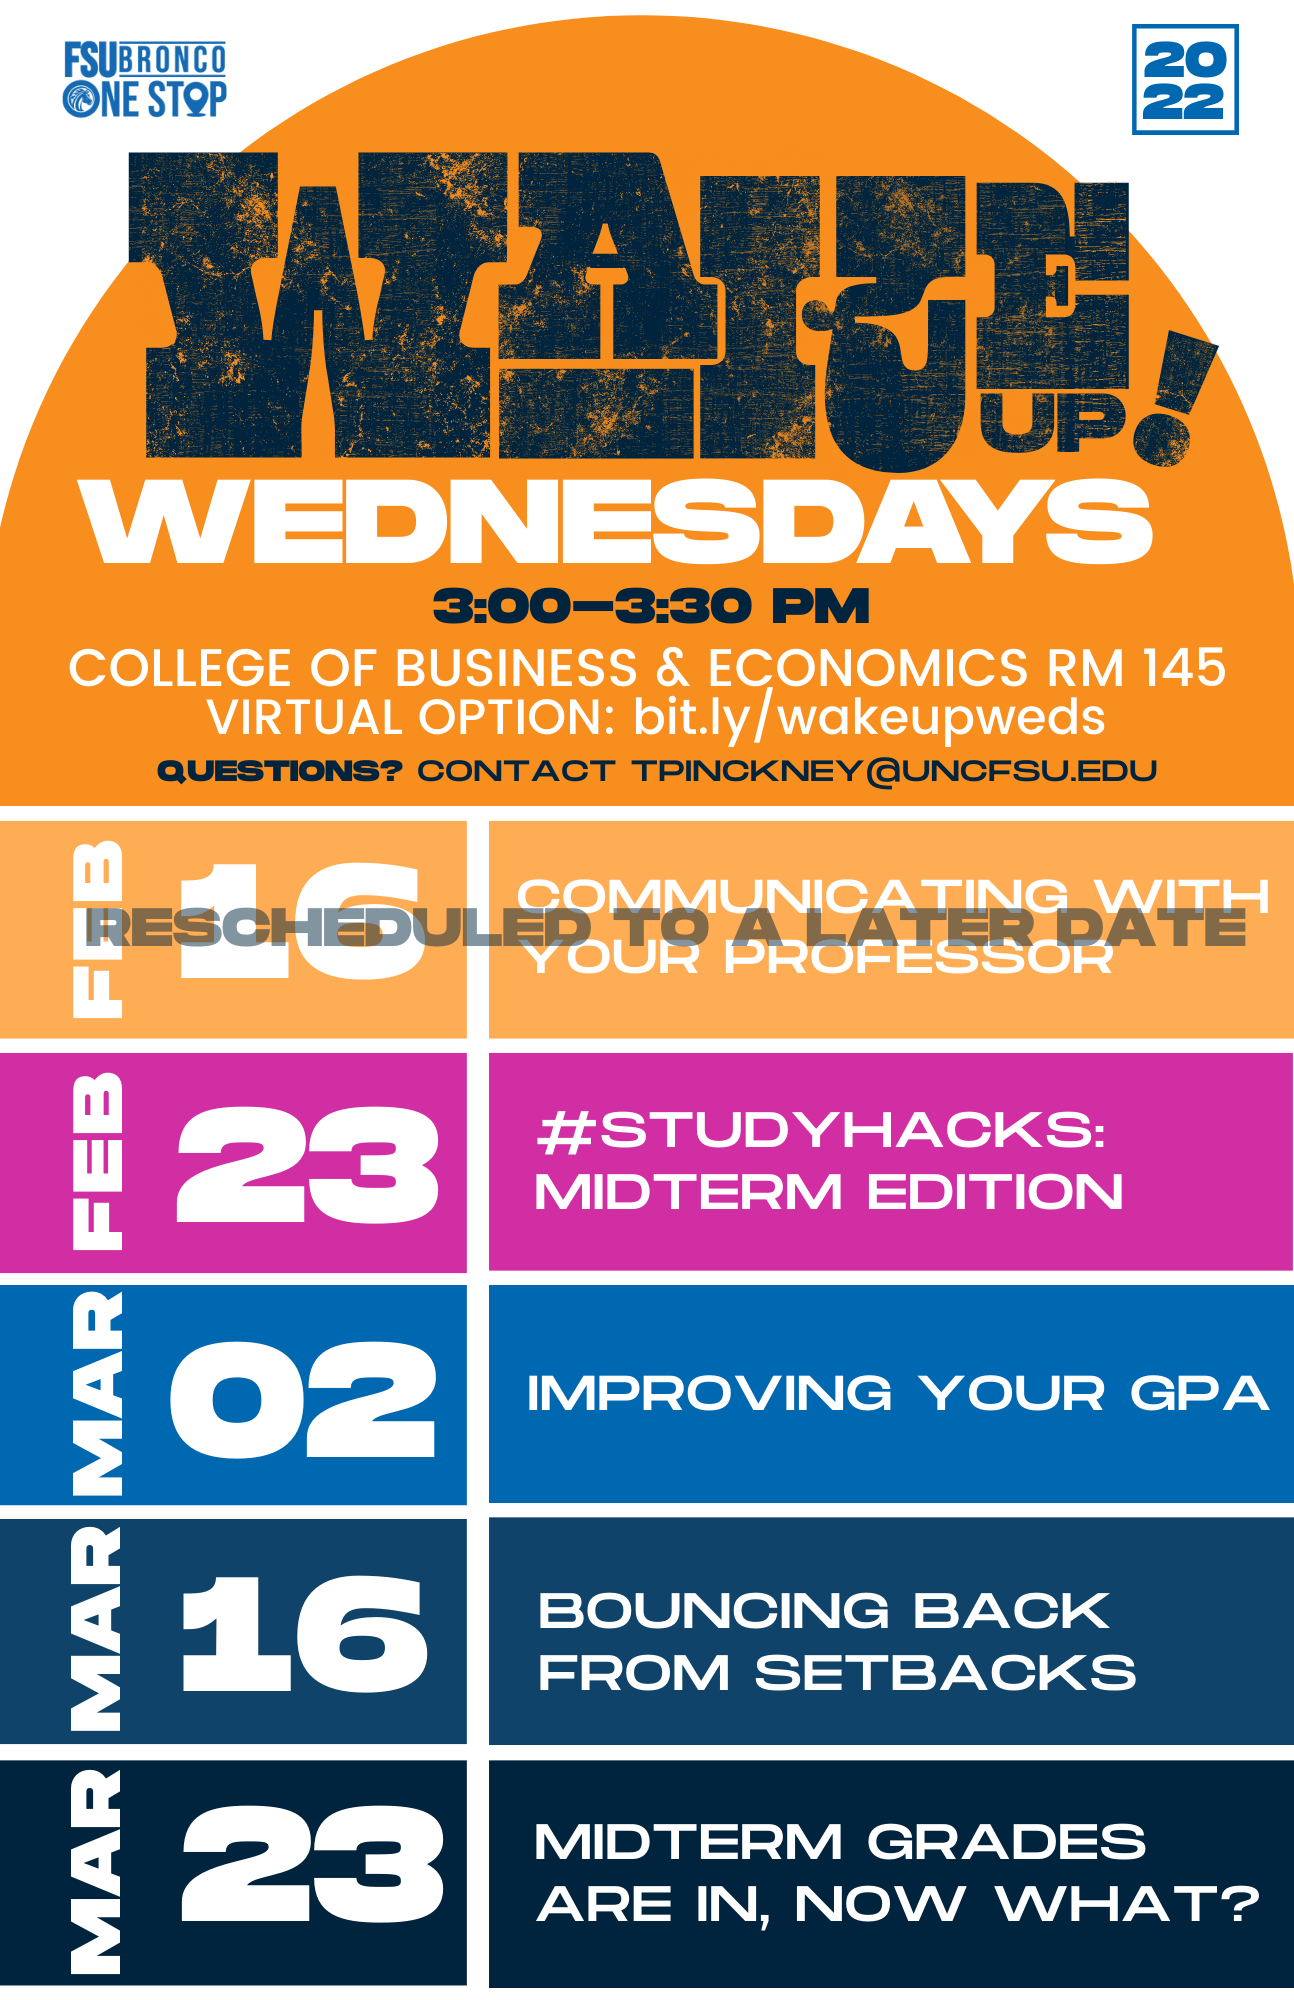 FSU BRONCO
ONE STOP
20
22
WAKE
UP!
WEDNESDAYS
3:00—3:30 PM
COLLEGE OF BUSINESS & ECONOMICS RM 145
VIRTUAL OPTION: bit.ly/wakeupweds
QUESTIONS? CONTACT TPINCKNEY@UNCFSU.EDU
FEB 16
COMMUNICATING WITH
YOUR PROFESSOR
RESCHEDULED TO A LATER DATE
FEB 23
#STUDYHACKS:
MIDTERM EDITION
MAR 02
IMPROVING YOUR GPA
MAR 16
BOUNCING BACK
FROM SETBACKS
MAR 23
MIDTERM GRADES
ARE IN, NOW WHAT?